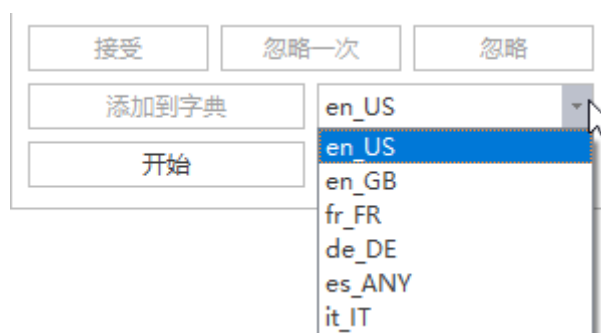 接受 忽略一次 忽略
添加到字典 en_US
en_US
开始
en_GB
fr_FR
de_DE
es_ANY
it_IT